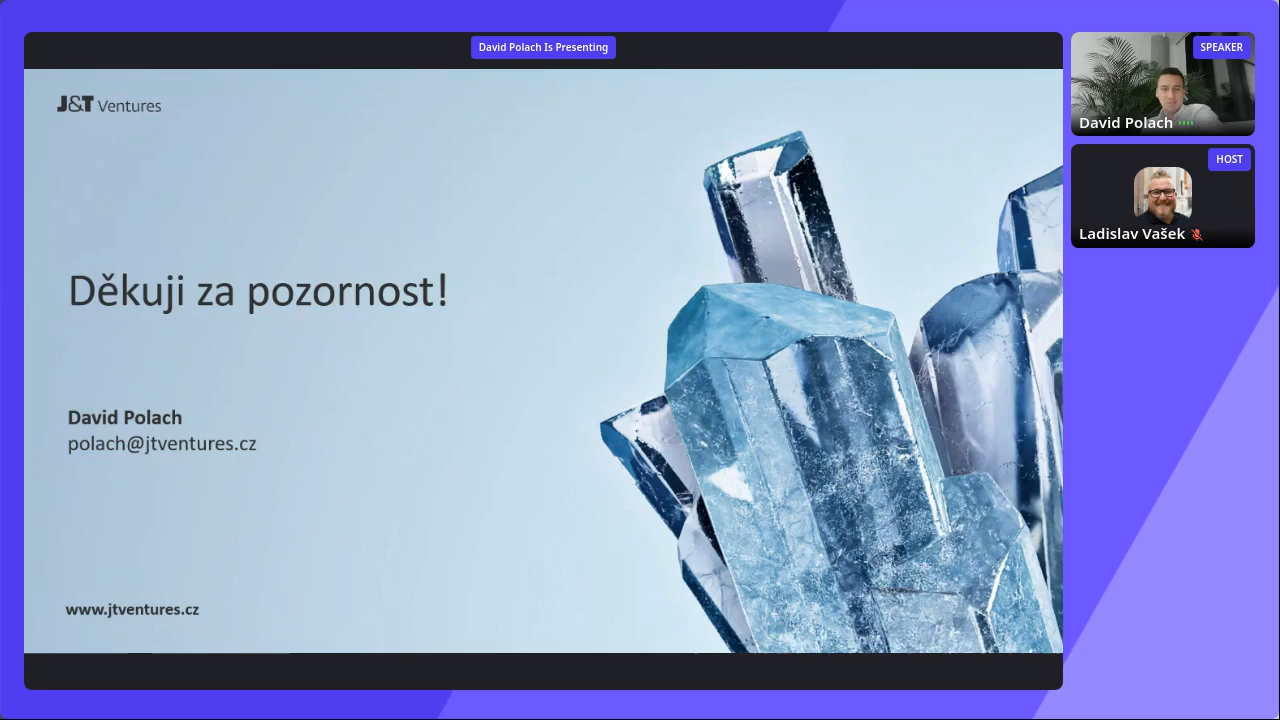 David Polach Is Presenting
J&T Ventures
Děkuji za pozornost!
David Polach
polach@jtventures.cz
www.jtventures.cz
SPEAKER
David Polach
HOST
Ladislav Vašek